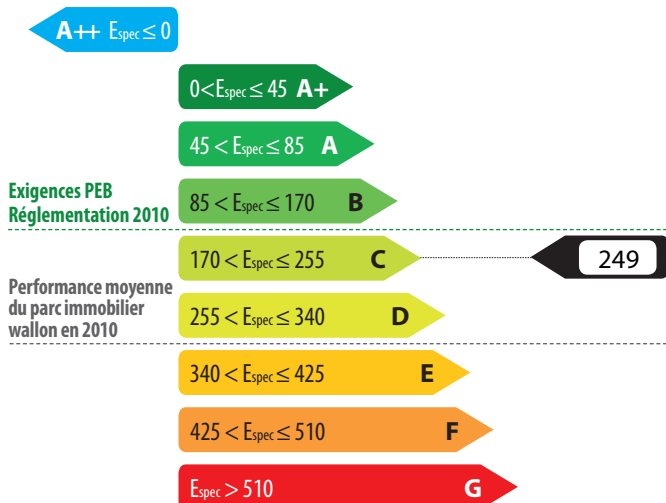 A++ Espec ≤ 0
0<Espec ≤ 45 A+
45 < Espec ≤ 85 A
Exigences PEB
Réglementation 2010
85 < Espec ≤ 170 B
170 < Espec ≤ 255 C
249
Performance moyenne
du parc immobilier
wallon en 2010
255 < Espec ≤ 340 D
340 < Espec ≤ 425 E
425 < Espec ≤ 510 F
Espec > 510 G